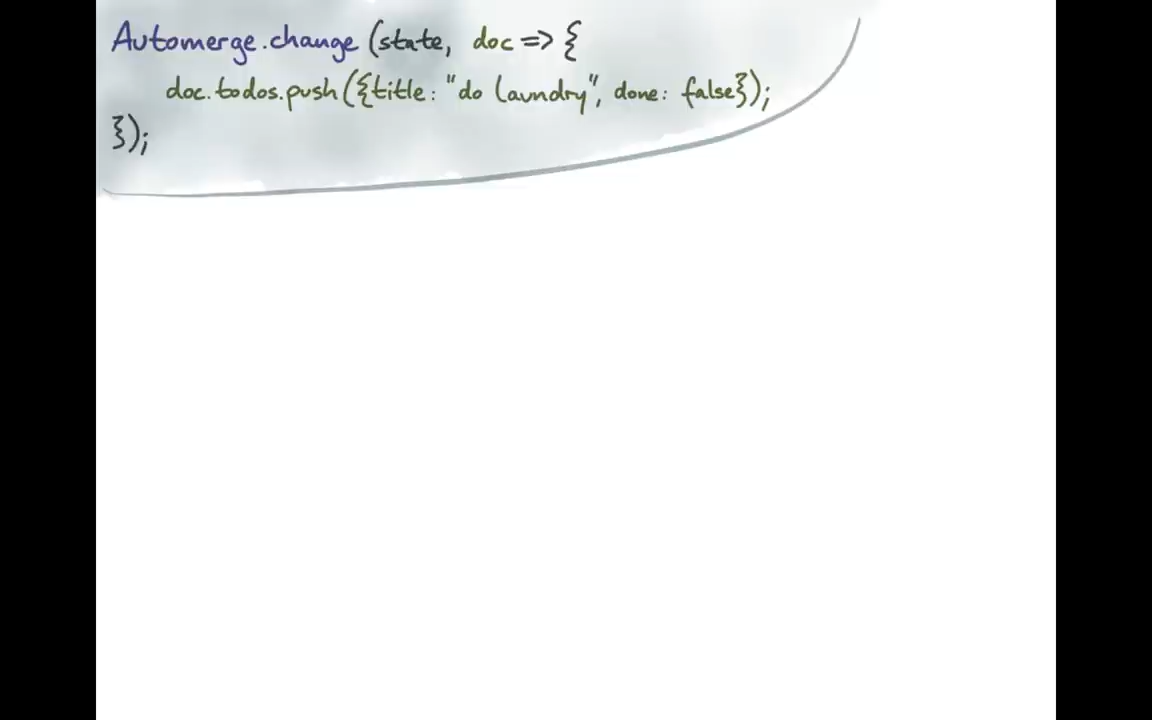 Automerge.change (state, doc => {
doc.todos.push({title: "do laundry", done: false});
});